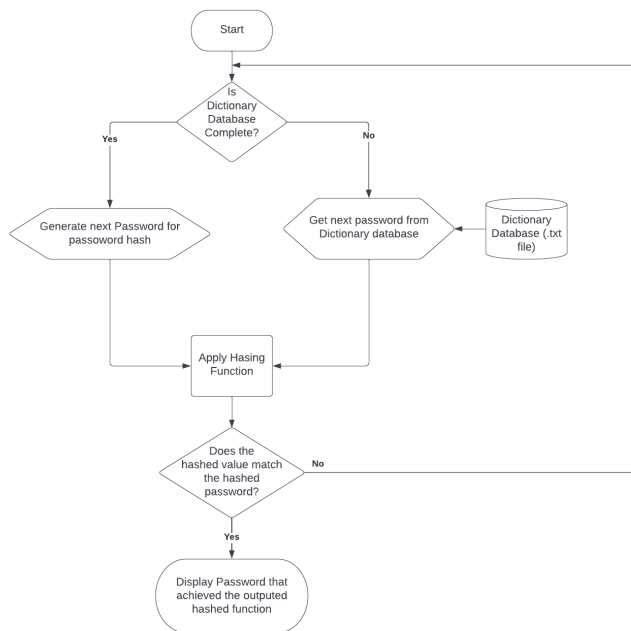 Start
Is
Dictionary
Database
Complete?
Yes
No
Generate next Password for
passoword hash
Get next password from
Dictionary database
Dictionary
Database (.txt
file)
Apply Hasing
Function
Does the
hashed value match
the hashed
password?
No
Yes
Display Password that
achieved the outputed
hashed function